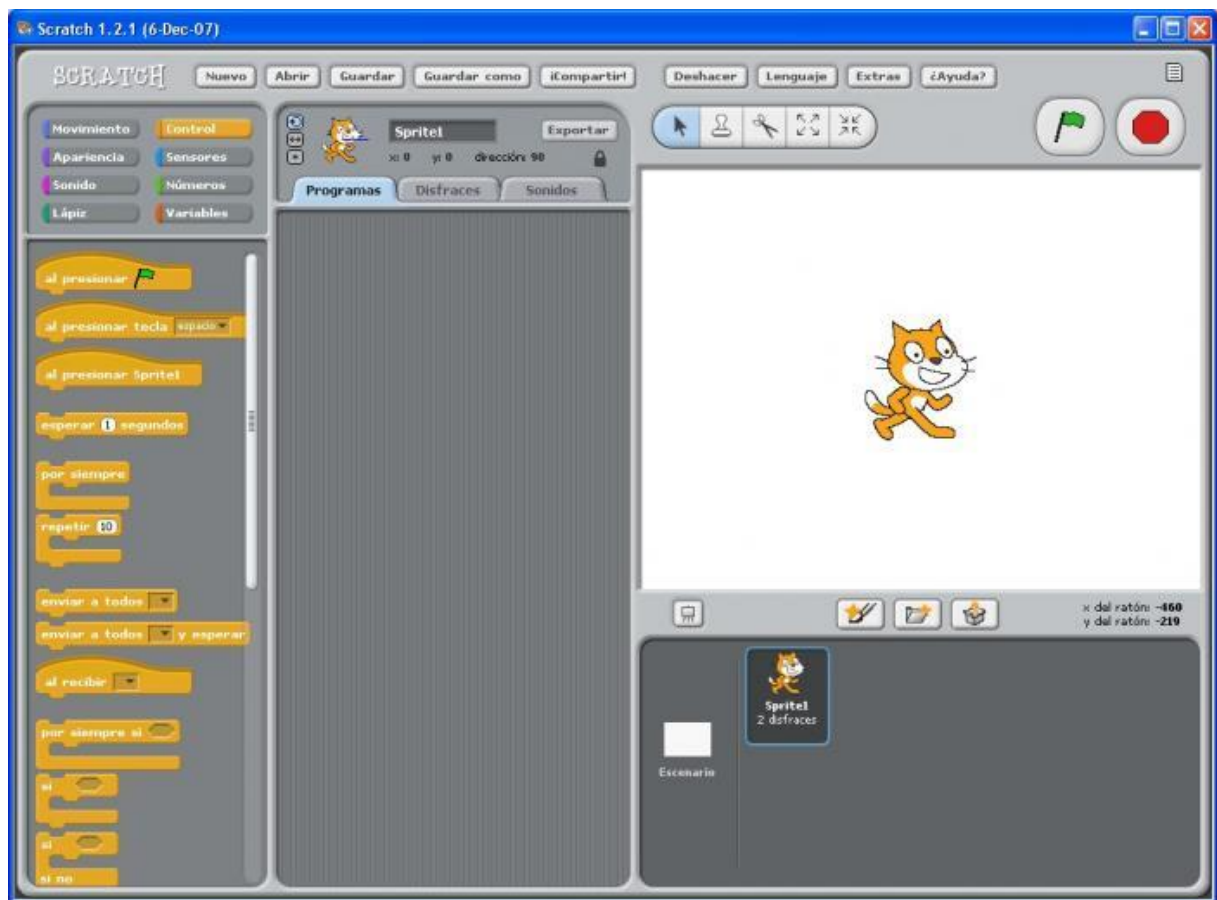 Scratch 1.2.1 (6-Dec-07)
SCRATCH Nuevo Abrir Guardar Guardar como ¡Compartir! Deshacer Lenguaje Extras ¿Ayuda?
Movimiento Control
Apariencia Sensores
Sonido Números
Lápiz Variables
al presionar
al presionar tecla espacio
al presionar Sprite1
esperar 1 segundos
por siempre
repetir 10
enviar a todos
enviar a todos y esperar
al recibir
por siempre si
si
si
si no
Sprite1 Exportar
x: 0 y: 0 dirección: 90
Programas Disfraces Sonidos
x del ratón: -460
y del ratón: -219
Sprite1
2 disfraces
Escenario